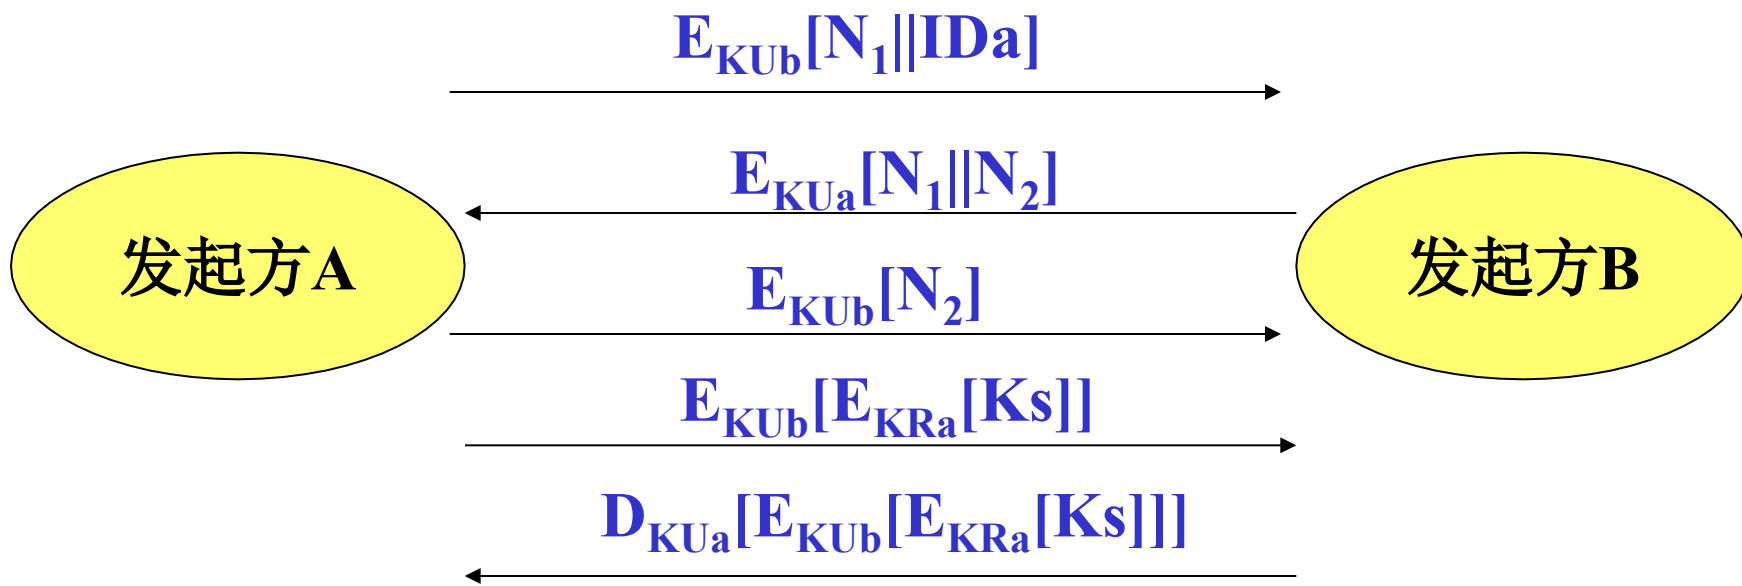 E_KUb[N_1||IDa]
E_KUa[N_1||N_2]
发起方A
发起方B
E_KUb[N_2]
E_KUb[E_KRa[Ks]]
D_KUa[E_KUb[E_KRa[Ks]]]